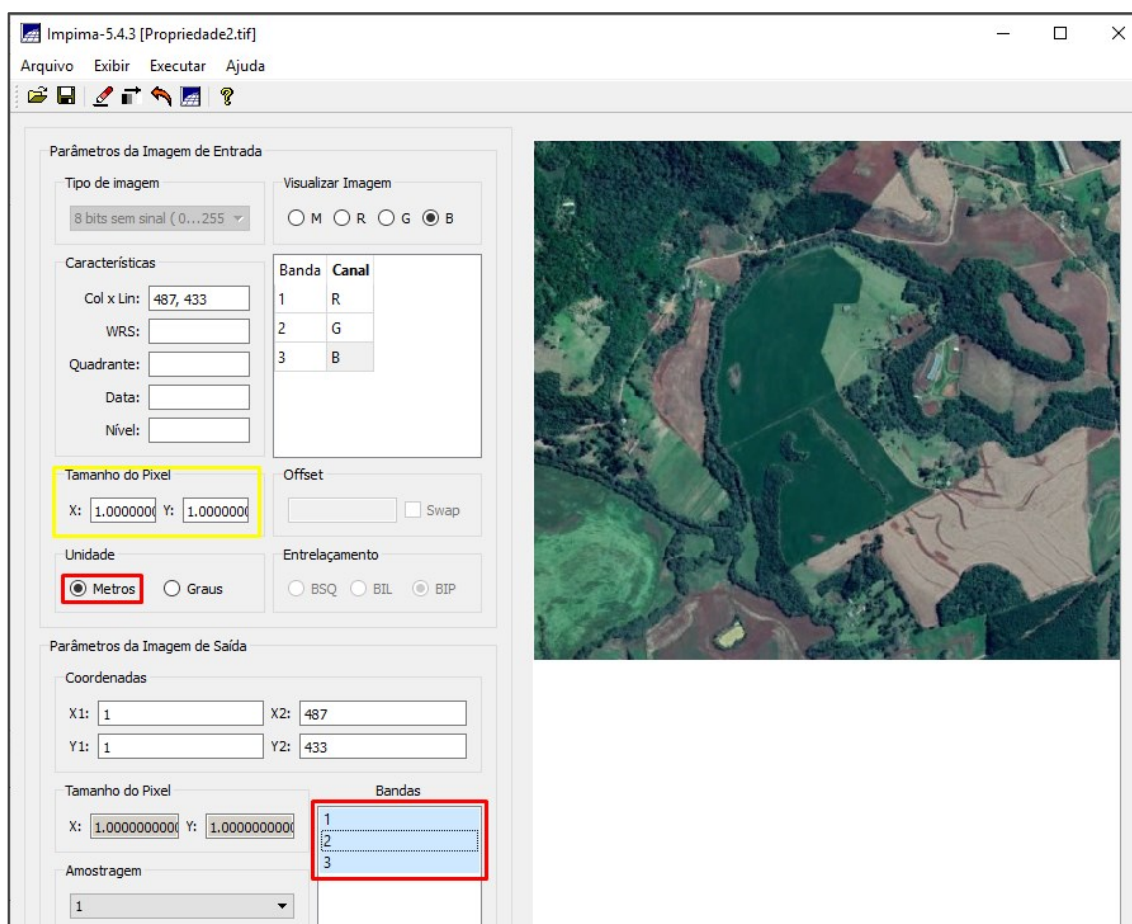 Impima-5.4.3 [Propriedade2.tif]
Arquivo Exibir Executar Ajuda
Parâmetros da Imagem de Entrada
Tipo de imagem
8 bits sem sinal ( 0...255
Visualizar Imagem
M R G B
Características
Col x Lin: 487, 433
WRS:
Quadrante:
Data:
Nível:
Banda Canal
1 R
2 G
3 B
Tamanho do Pixel
X: 1.0000000 Y: 1.0000000
Offset
Swap
Unidade
Metros Graus
Entrelaçamento
BSQ BIL BIP
Parâmetros da Imagem de Saída
Coordenadas
X1: 1 X2: 487
Y1: 1 Y2: 433
Tamanho do Pixel
X: 1.000000000 Y: 1.0000000000
Bandas
1
2
3
Amostragem
1